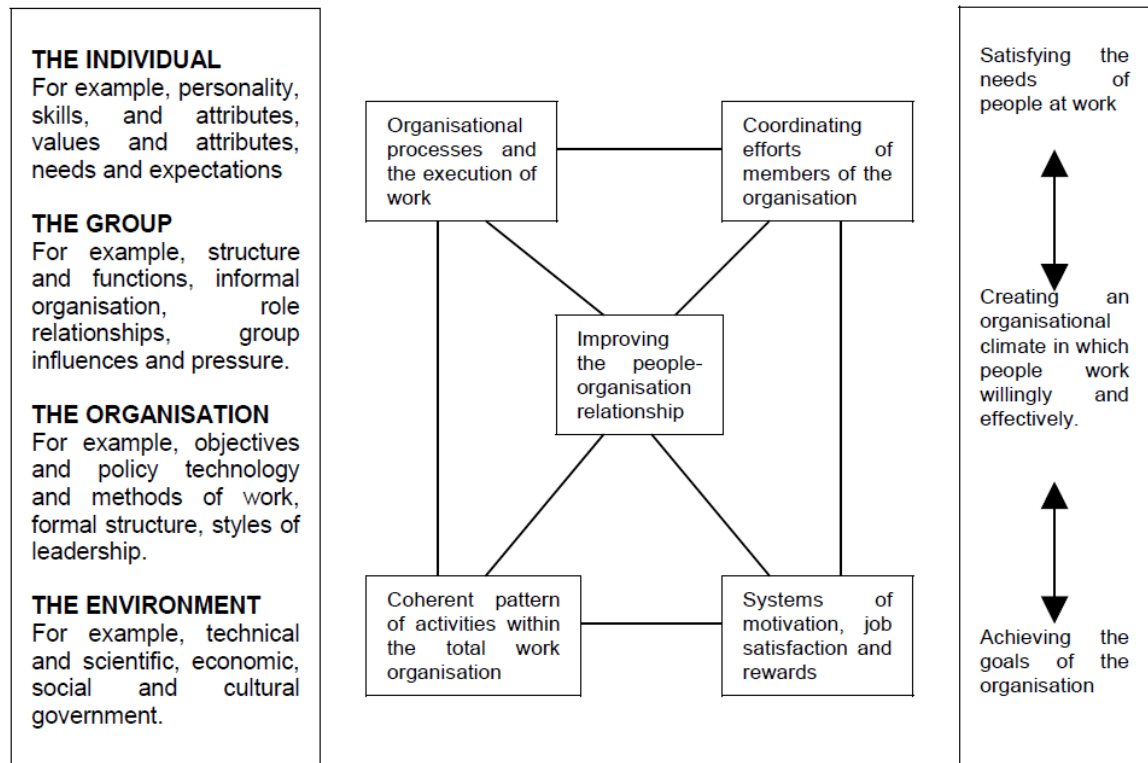 THE INDIVIDUAL
For example, personality,
skills, and attributes,
values and attributes,
needs and expectations
THE GROUP
For example, structure
and functions, informal
organisation, role
relationships, group
influences and pressure.
THE ORGANISATION
For example, objectives
and policy technology
and methods of work,
formal structure, styles of
leadership.
THE ENVIRONMENT
For example, technical
and scientific, economic,
social and cultural
government.
Organisational
processes and
the execution of
work
Coordinating
efforts of
members of the
organisation
Improving
the people-
organisation
relationship
Coherent pattern
of activities within
the total work
organisation
Systems of
motivation, job
satisfaction and
rewards
Satisfying the
needs of
people at work
Creating an
organisational
climate in which
people work
willingly and
effectively.
Achieving the
goals of the
organisation